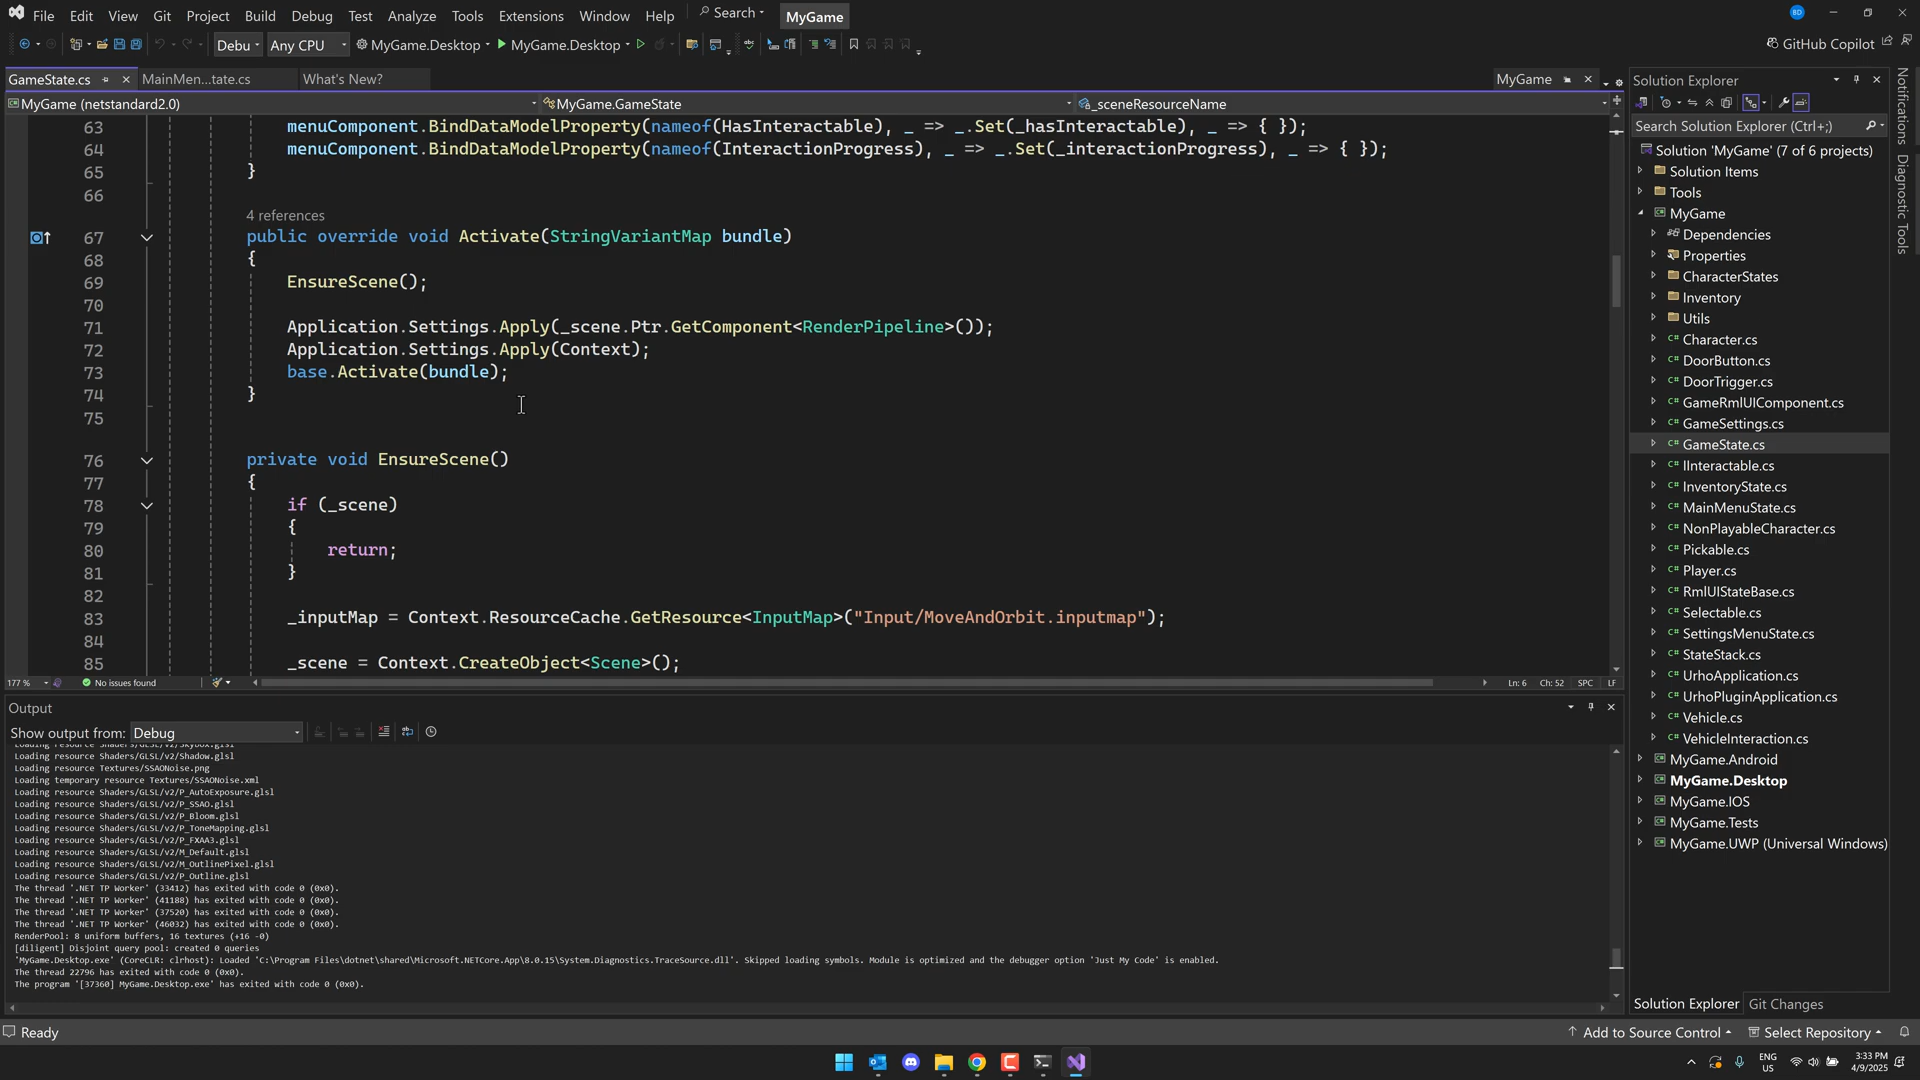 File Edit View Git Project Build Debug Test Analyze Tools Extensions Window Help Search MyGame BD
Debu Any CPU MyGame.Desktop MyGame.Desktop GitHub Copilot
GameState.cs MainMen...tate.cs What's New? MyGame
MyGame (netstandard2.0) MyGame.GameState _sceneResourceName
63 menuComponent.BindDataModelProperty(nameof(HasInteractable), _ => _.Set(_hasInteractable), _ => { });
64 menuComponent.BindDataModelProperty(nameof(InteractionProgress), _ => _.Set(_interactionProgress), _ => { });
65 }
66
4 references
67 public override void Activate(StringVariantMap bundle)
68 {
69 EnsureScene();
70
71 Application.Settings.Apply(_scene.Ptr.GetComponent<RenderPipeline>());
72 Application.Settings.Apply(Context);
73 base.Activate(bundle);
74 }
75
76 private void EnsureScene()
77 {
78 if (_scene)
79 {
80 return;
81 }
82
83 _inputMap = Context.ResourceCache.GetResource<InputMap>("Input/MoveAndOrbit.inputmap");
84
85 _scene = Context.CreateObject<Scene>();
177 % No issues found Ln: 6 Ch: 52 SPC LF
Output
Show output from: Debug
Loading resource Shaders/GLSL/v2/Skybox.glsl
Loading resource Shaders/GLSL/v2/Shadow.glsl
Loading resource Textures/SSAONoise.png
Loading temporary resource Textures/SSAONoise.xml
Loading resource Shaders/GLSL/v2/P_AutoExposure.glsl
Loading resource Shaders/GLSL/v2/P_SSAO.glsl
Loading resource Shaders/GLSL/v2/P_Bloom.glsl
Loading resource Shaders/GLSL/v2/P_ToneMapping.glsl
Loading resource Shaders/GLSL/v2/P_FXAA3.glsl
Loading resource Shaders/GLSL/v2/M_Default.glsl
Loading resource Shaders/GLSL/v2/M_OutlinePixel.glsl
Loading resource Shaders/GLSL/v2/P_Outline.glsl
The thread '.NET TP Worker' (33412) has exited with code 0 (0x0).
The thread '.NET TP Worker' (41188) has exited with code 0 (0x0).
The thread '.NET TP Worker' (37520) has exited with code 0 (0x0).
The thread '.NET TP Worker' (46032) has exited with code 0 (0x0).
RenderPool: 8 uniform buffers, 16 textures (+16 -0)
[diligent] Disjoint query pool: created 0 queries
'MyGame.Desktop.exe' (CoreCLR: clrhost): Loaded 'C:\Program Files\dotnet\shared\Microsoft.NETCore.App\8.0.15\System.Diagnostics.TraceSource.dll'. Skipped loading symbols. Module is optimized and the debugger option 'Just My Code' is enabled.
The thread 22796 has exited with code 0 (0x0).
The program '[37360] MyGame.Desktop.exe' has exited with code 0 (0x0).
Solution Explorer
Search Solution Explorer (Ctrl+;)
Solution 'MyGame' (7 of 6 projects)
Solution Items
Tools
MyGame
Dependencies
Properties
CharacterStates
Inventory
Utils
C# Character.cs
C# DoorButton.cs
C# DoorTrigger.cs
C# GameRmlUIComponent.cs
C# GameSettings.cs
C# GameState.cs
C# IInteractable.cs
C# InventoryState.cs
C# MainMenuState.cs
C# NonPlayableCharacter.cs
C# Pickable.cs
C# Player.cs
C# RmlUIStateBase.cs
C# Selectable.cs
C# SettingsMenuState.cs
C# StateStack.cs
C# UrhoApplication.cs
C# UrhoPluginApplication.cs
C# Vehicle.cs
C# VehicleInteraction.cs
MyGame.Android
MyGame.Desktop
MyGame.IOS
MyGame.Tests
MyGame.UWP (Universal Windows)
Solution Explorer Git Changes
Notifications
Diagnostic Tools
Ready Add to Source Control Select Repository
ENG
US
3:33 PM
4/9/2025